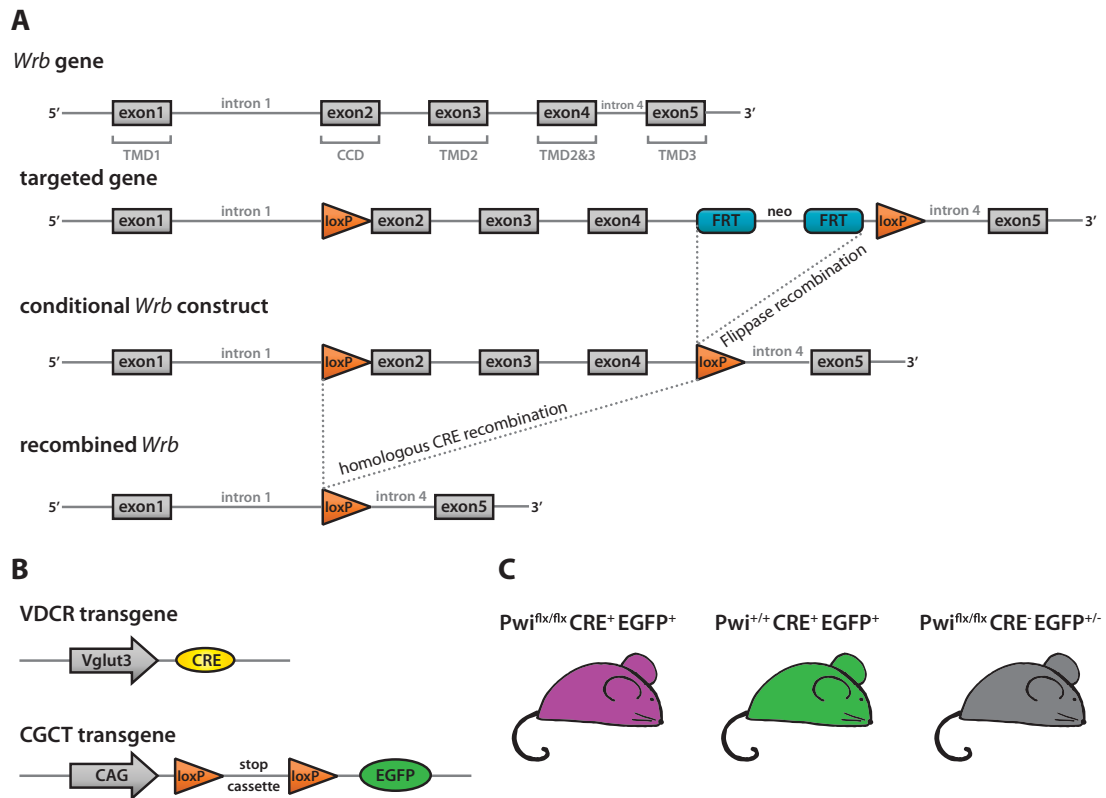 A
Wrb gene
5’ exon1 intron 1 exon2 exon3 exon4 intron 4 exon5 3’
TMD1 CCD TMD2 TMD2&3 TMD3
targeted gene
5’ exon1 intron 1 loxP exon2 exon3 exon4 FRT neo FRT loxP intron 4 exon5 3’
Flippase recombination
conditional Wrb construct
5’ exon1 intron 1 loxP exon2 exon3 exon4 loxP intron 4 exon5 3’
homologous CRE recombination
recombined Wrb
5’ exon1 intron 1 loxP intron 4 exon5 3’
B
VDCR transgene
Vglut3 CRE
CGCT transgene
CAG loxP stop cassette loxP EGFP
C
Pwiflx/flx CRE+ EGFP+
Pwi+/+ CRE+ EGFP+
Pwiflx/flx CRE- EGFP+/-